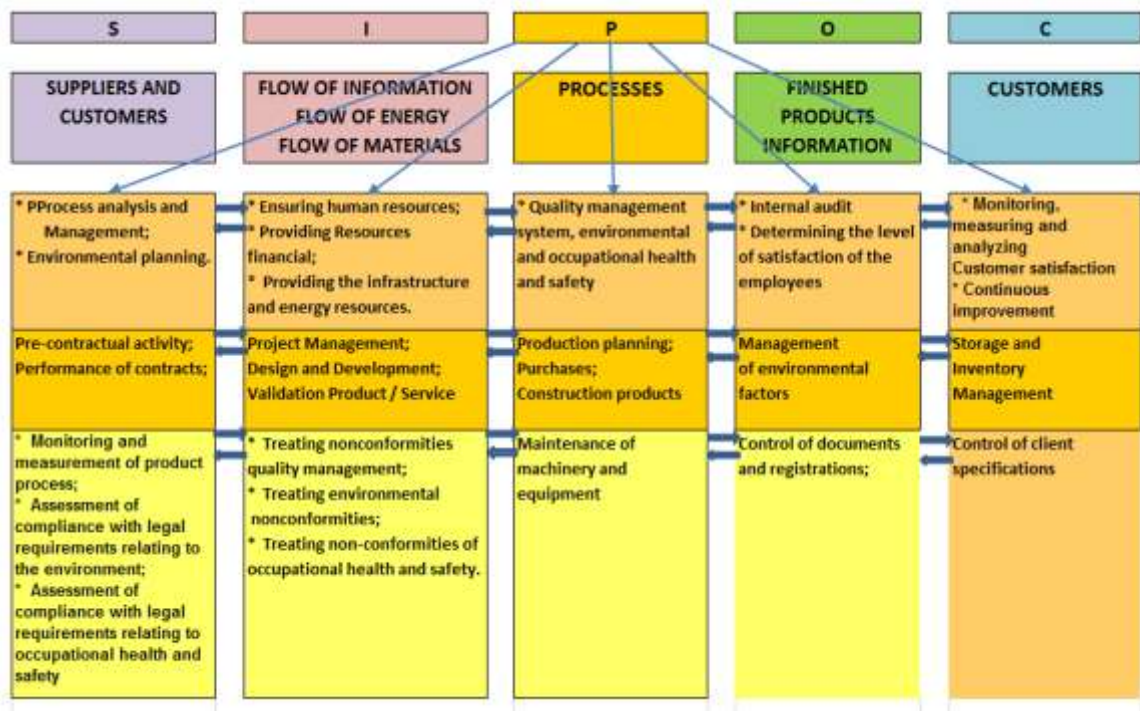 S
I
P
O
C
SUPPLIERS AND
CUSTOMERS
FLOW OF INFORMATION
FLOW OF ENERGY
FLOW OF MATERIALS
PROCESSES
FINISHED
PRODUCTS
INFORMATION
CUSTOMERS
* PProcess analysis and
Management;
* Environmental planning.
* Ensuring human resources;
* Providing Resources
financial;
* Providing the infrastructure
and energy resources.
* Quality management
system, environmental
and occupational health
and safety
* Internal audit
* Determining the level
of satisfaction of the
employees
* Monitoring,
measuring and
analyzing
Customer satisfaction
* Continuous
improvement
Pre-contractual activity;
Performance of contracts;
Project Management;
Design and Development;
Validation Product / Service
Production planning;
Purchases;
Construction products
Management
of environmental
factors
Storage and
Inventory
Management
* Monitoring and
measurement of product
process;
* Assessment of
compliance with legal
requirements relating to
the environment;
* Assessment of
compliance with legal
requirements relating to
occupational health and
safety
* Treating nonconformities
quality management;
* Treating environmental
nonconformities;
* Treating non-conformities of
occupational health and safety.
Maintenance of
machinery and
equipment
Control of documents
and registrations;
Control of client
specifications